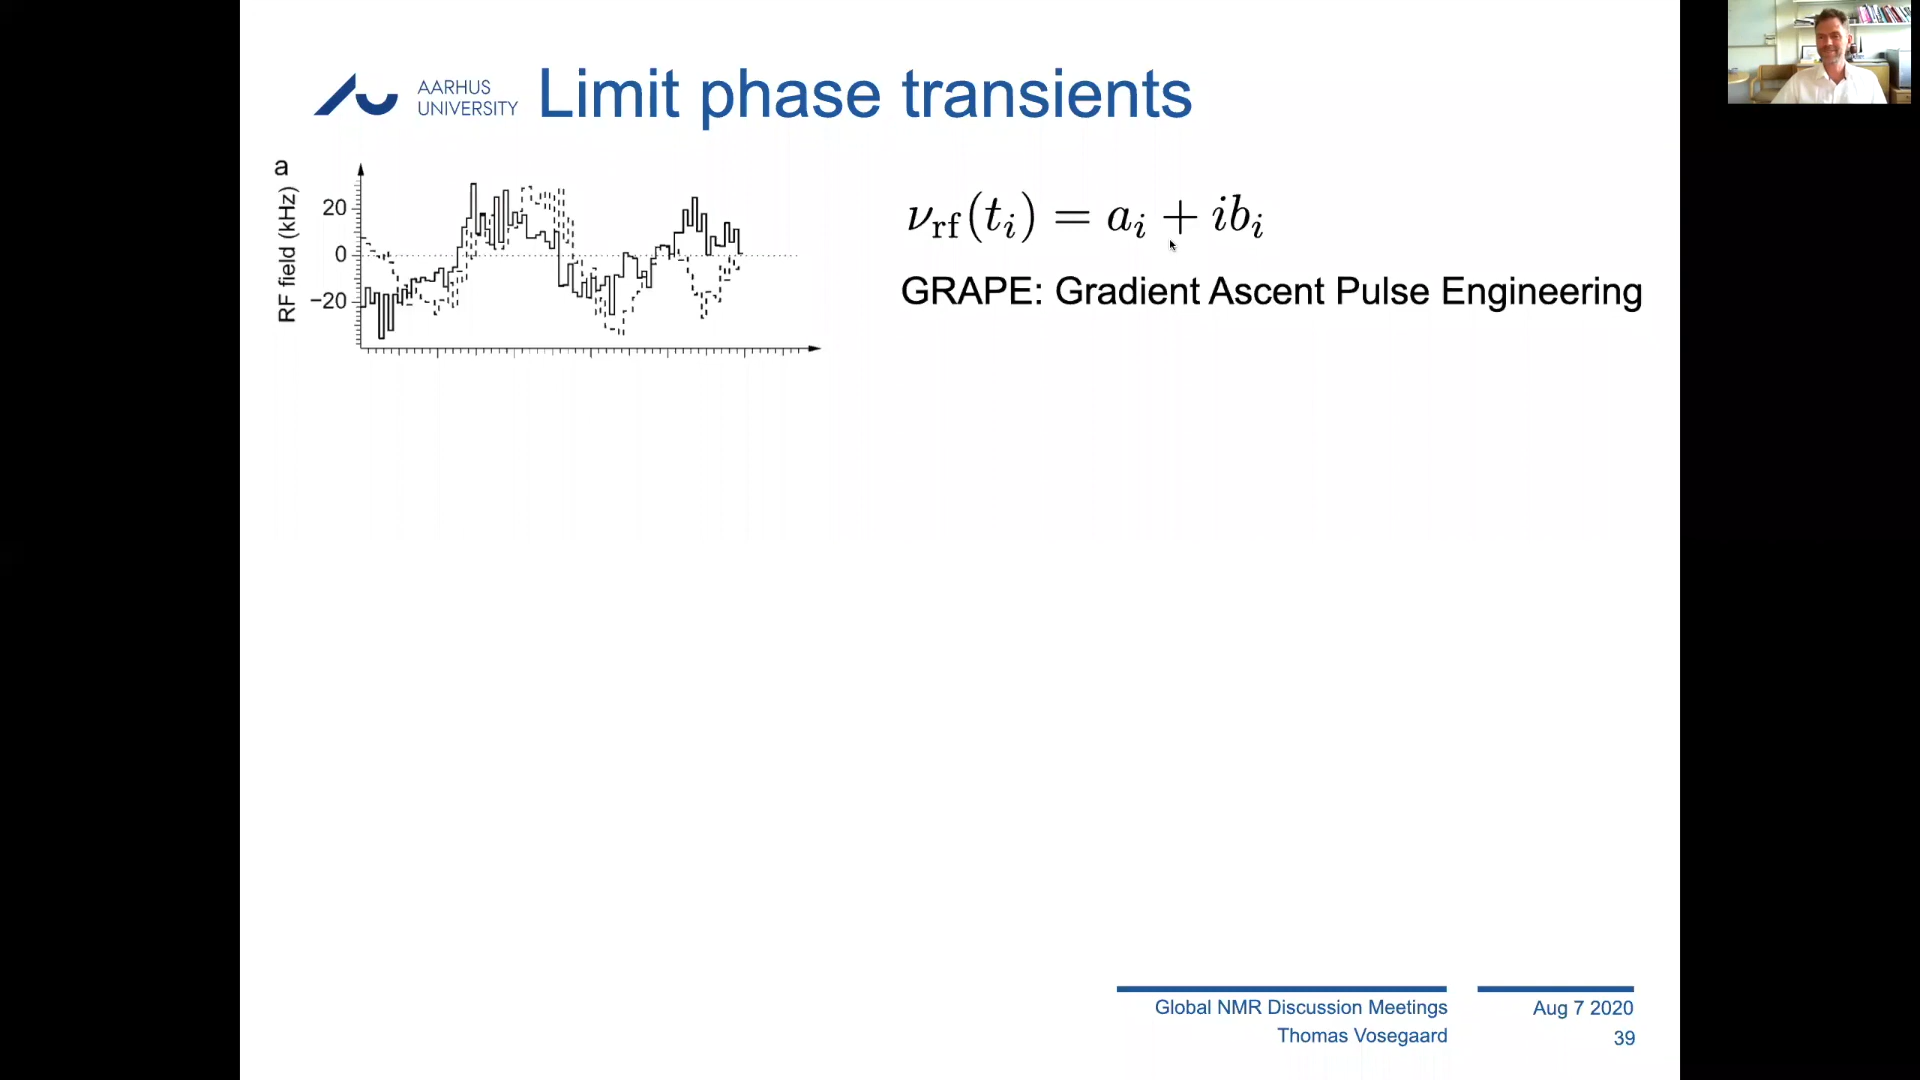 AARHUS
UNIVERSITY
Limit phase transients
a
RF field (kHz)
20
0
−20
ν_rf(t_i) = a_i + ib_i
GRAPE: Gradient Ascent Pulse Engineering
Global NMR Discussion Meetings
Thomas Vosegaard
Aug 7 2020
39